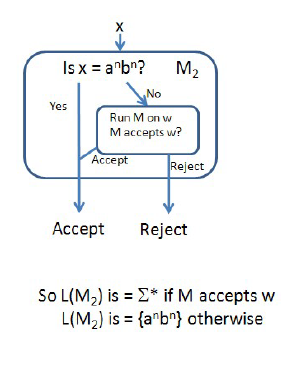 x
Is x = aⁿbⁿ? M₂
Yes
No
Run M on w
M accepts w?
Accept
Reject
Accept Reject
So L(M₂) is = Σ* if M accepts w
L(M₂) is = {aⁿbⁿ} otherwise